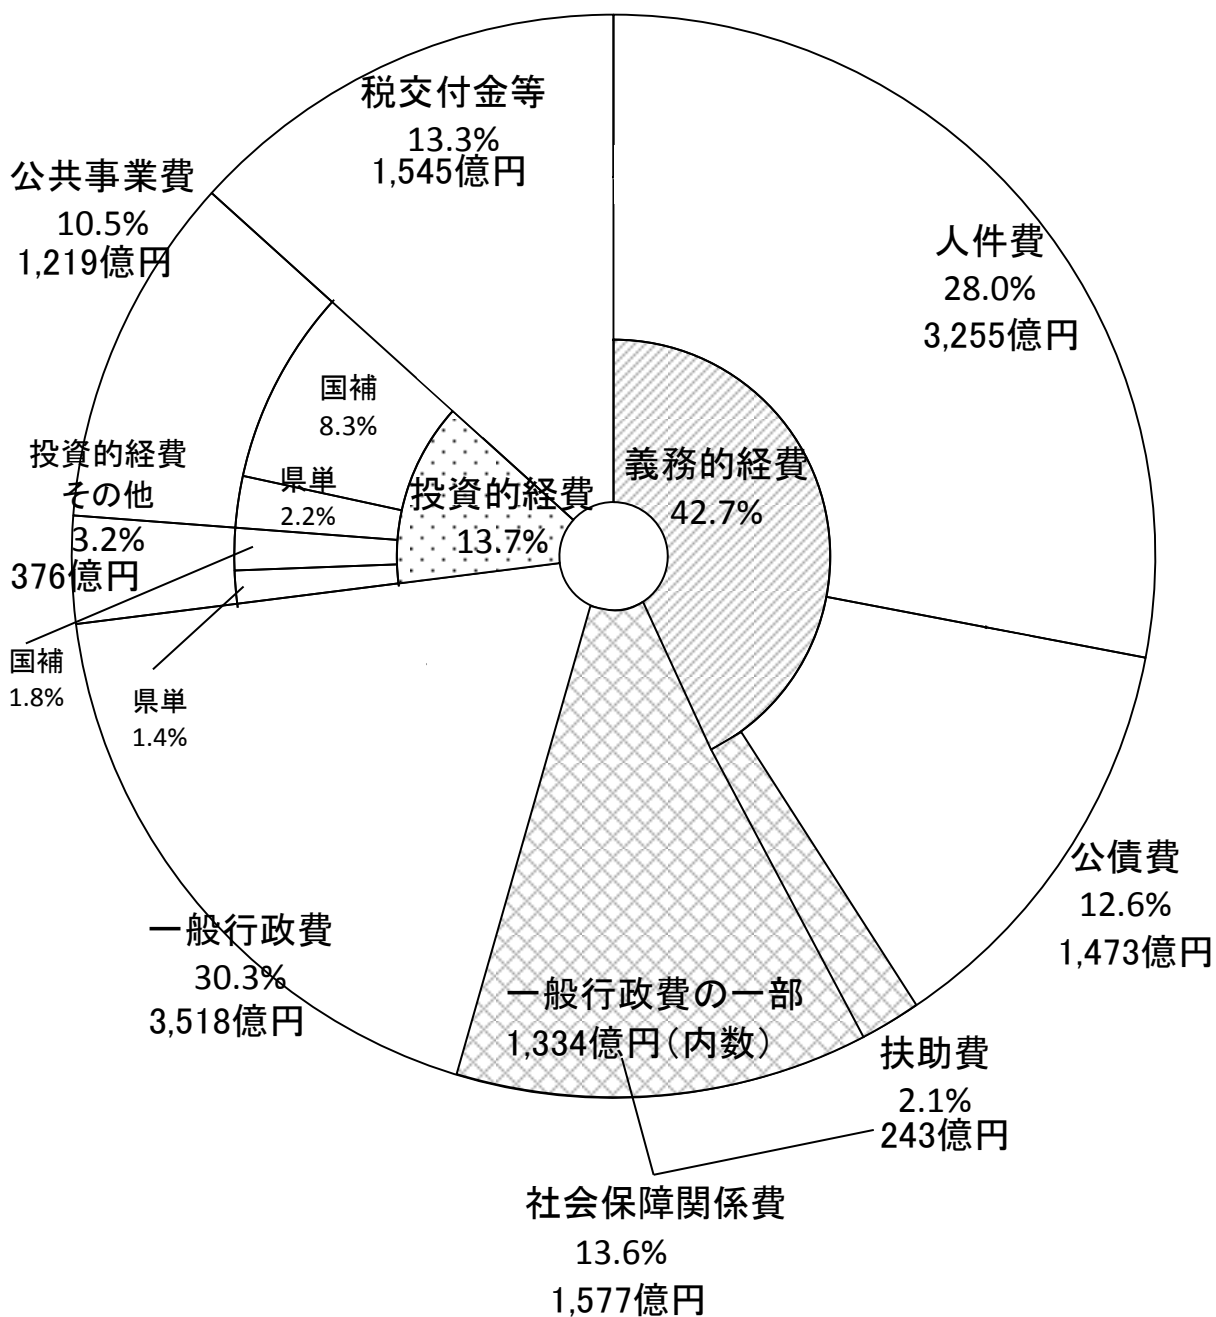 税交付金等
13.3%
1,545億円
公共事業費
10.5%
1,219億円
人件費
28.0%
3,255億円
国補
8.3%
県単
2.2%
投資的経費
その他
3.2%
376億円
投資的経費
13.7%
義務的経費
42.7%
国補
1.8%
県単
1.4%
公債費
12.6%
1,473億円
一般行政費
30.3%
3,518億円
一般行政費の一部
1,334億円(内数)
扶助費
2.1%
243億円
社会保障関係費
13.6%
1,577億円